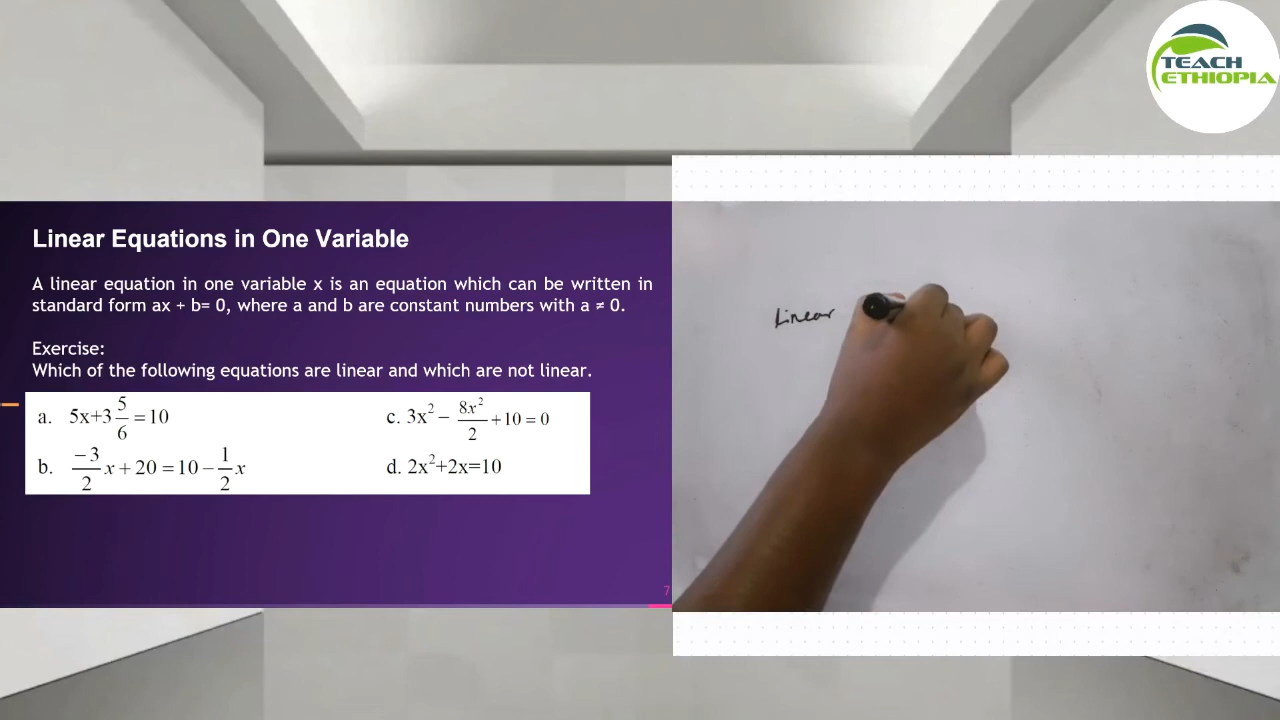 TEACH
ETHIOPIA
Linear Equations in One Variable
A linear equation in one variable x is an equation which can be written in
standard form ax + b= 0, where a and b are constant numbers with a ≠ 0.
Exercise:
Which of the following equations are linear and which are not linear.
a. 5x+3 5/6 =10
c. 3x² − 8x²/2 +10 = 0
b. −3/2 x + 20 = 10 − 1/2 x
d. 2x²+2x=10
7
Linear